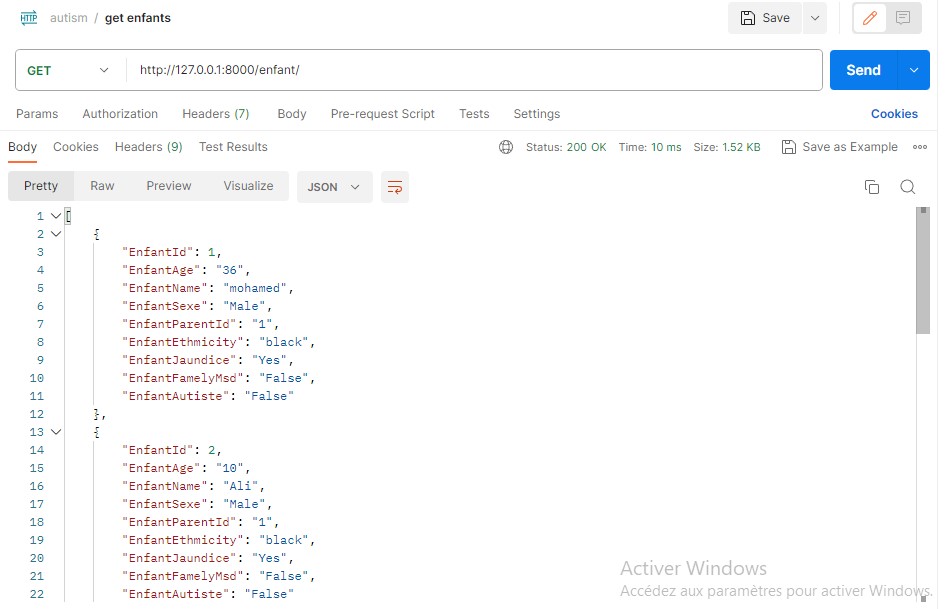 HTTP autism / get enfants Save
GET http://127.0.0.1:8000/enfant/ Send
Params Authorization Headers (7) Body Pre-request Script Tests Settings Cookies
Body Cookies Headers (9) Test Results Status: 200 OK Time: 10 ms Size: 1.52 KB Save as Example
Pretty Raw Preview Visualize JSON
1 [
2 {
3 "EnfantId": 1,
4 "EnfantAge": "36",
5 "EnfantName": "mohamed",
6 "EnfantSexe": "Male",
7 "EnfantParentId": "1",
8 "EnfantEthmicity": "black",
9 "EnfantJaundice": "Yes",
10 "EnfantFamelyMsd": "False",
11 "EnfantAutiste": "False"
12 },
13 {
14 "EnfantId": 2,
15 "EnfantAge": "10",
16 "EnfantName": "Ali",
17 "EnfantSexe": "Male",
18 "EnfantParentId": "1",
19 "EnfantEthmicity": "black",
20 "EnfantJaundice": "Yes",
21 "EnfantFamelyMsd": "False",
22 "EnfantAutiste": "False"
Activer Windows
Accédez aux paramètres pour activer Windows.